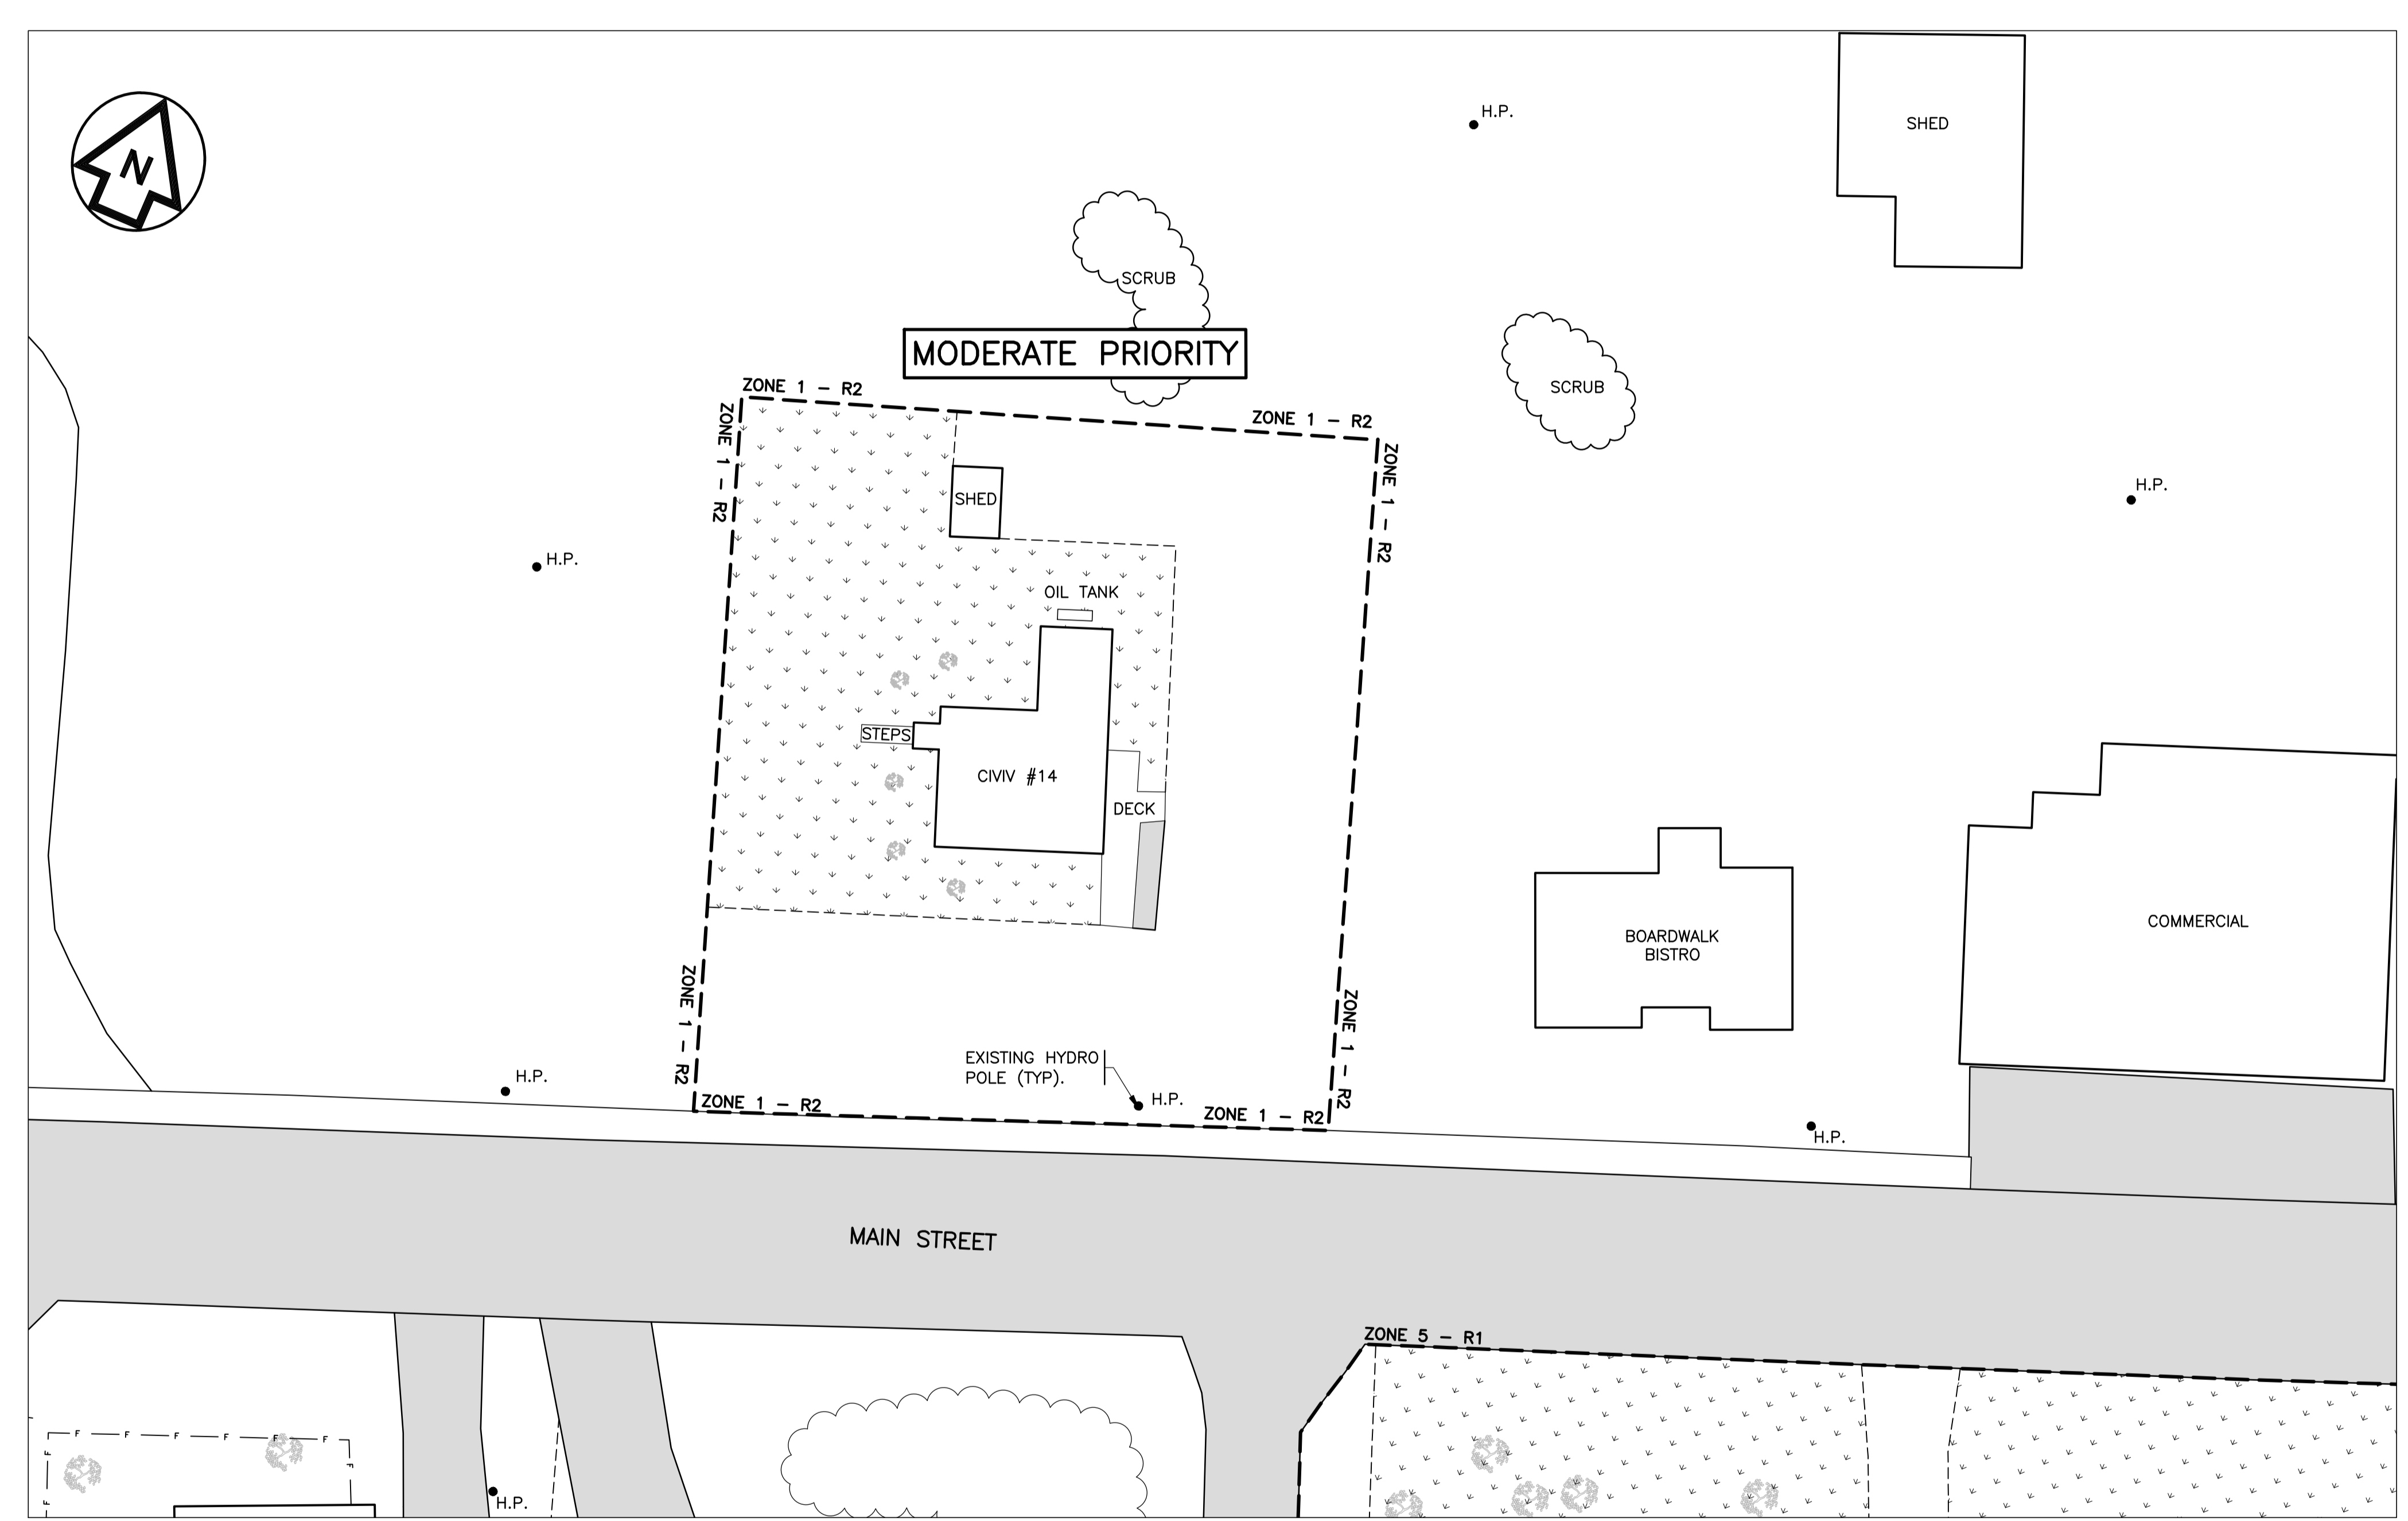 H.P.
SHED
N
SCRUB
MODERATE PRIORITY
SCRUB
ZONE 1 - R2
ZONE 1 - R2
ZONE 1 - R2
ZONE 1 - R2
H.P.
SHED
H.P.
OIL TANK
STEPS
CIVIV #14
DECK
BOARDWALK
BISTRO
COMMERCIAL
ZONE 1 - R2
ZONE 1 - R2
EXISTING HYDRO
POLE (TYP).
H.P.
H.P.
ZONE 1 - R2
ZONE 1 - R2
H.P.
MAIN STREET
ZONE 5 - R1
F F F F F F
F
F
F
H.P.